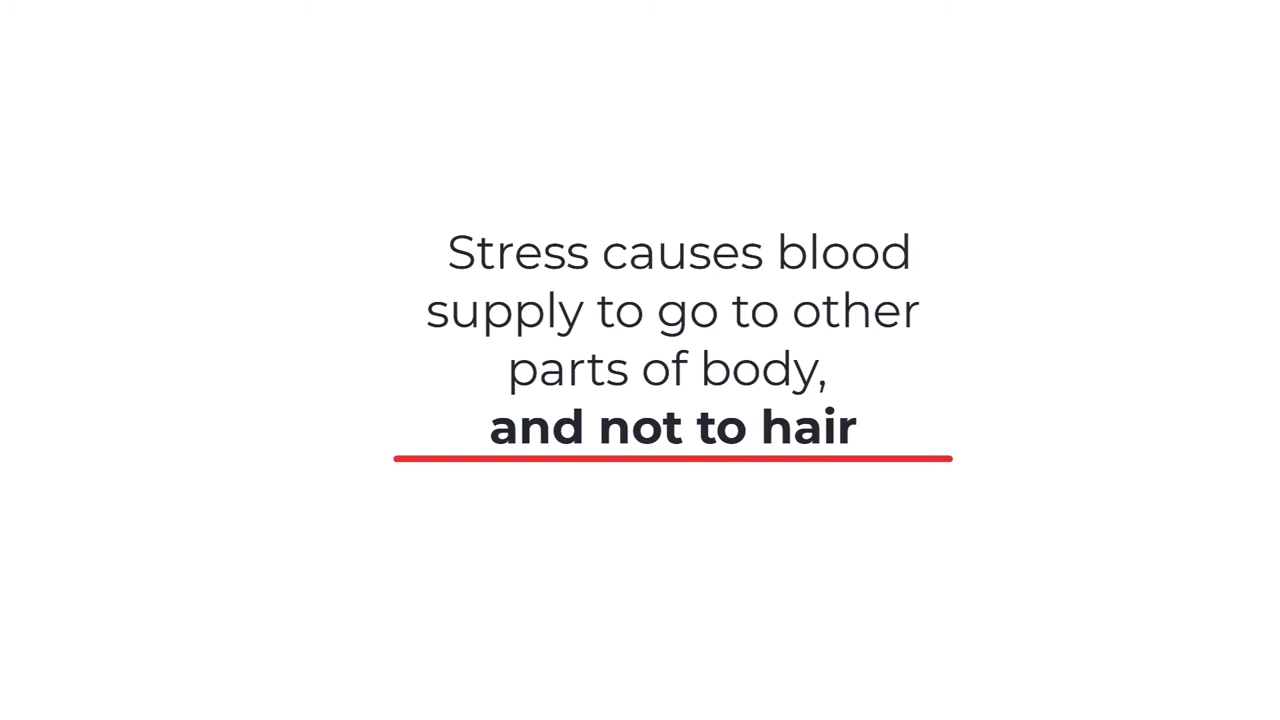 Stress causes blood
supply to go to other
parts of body,
and not to hair